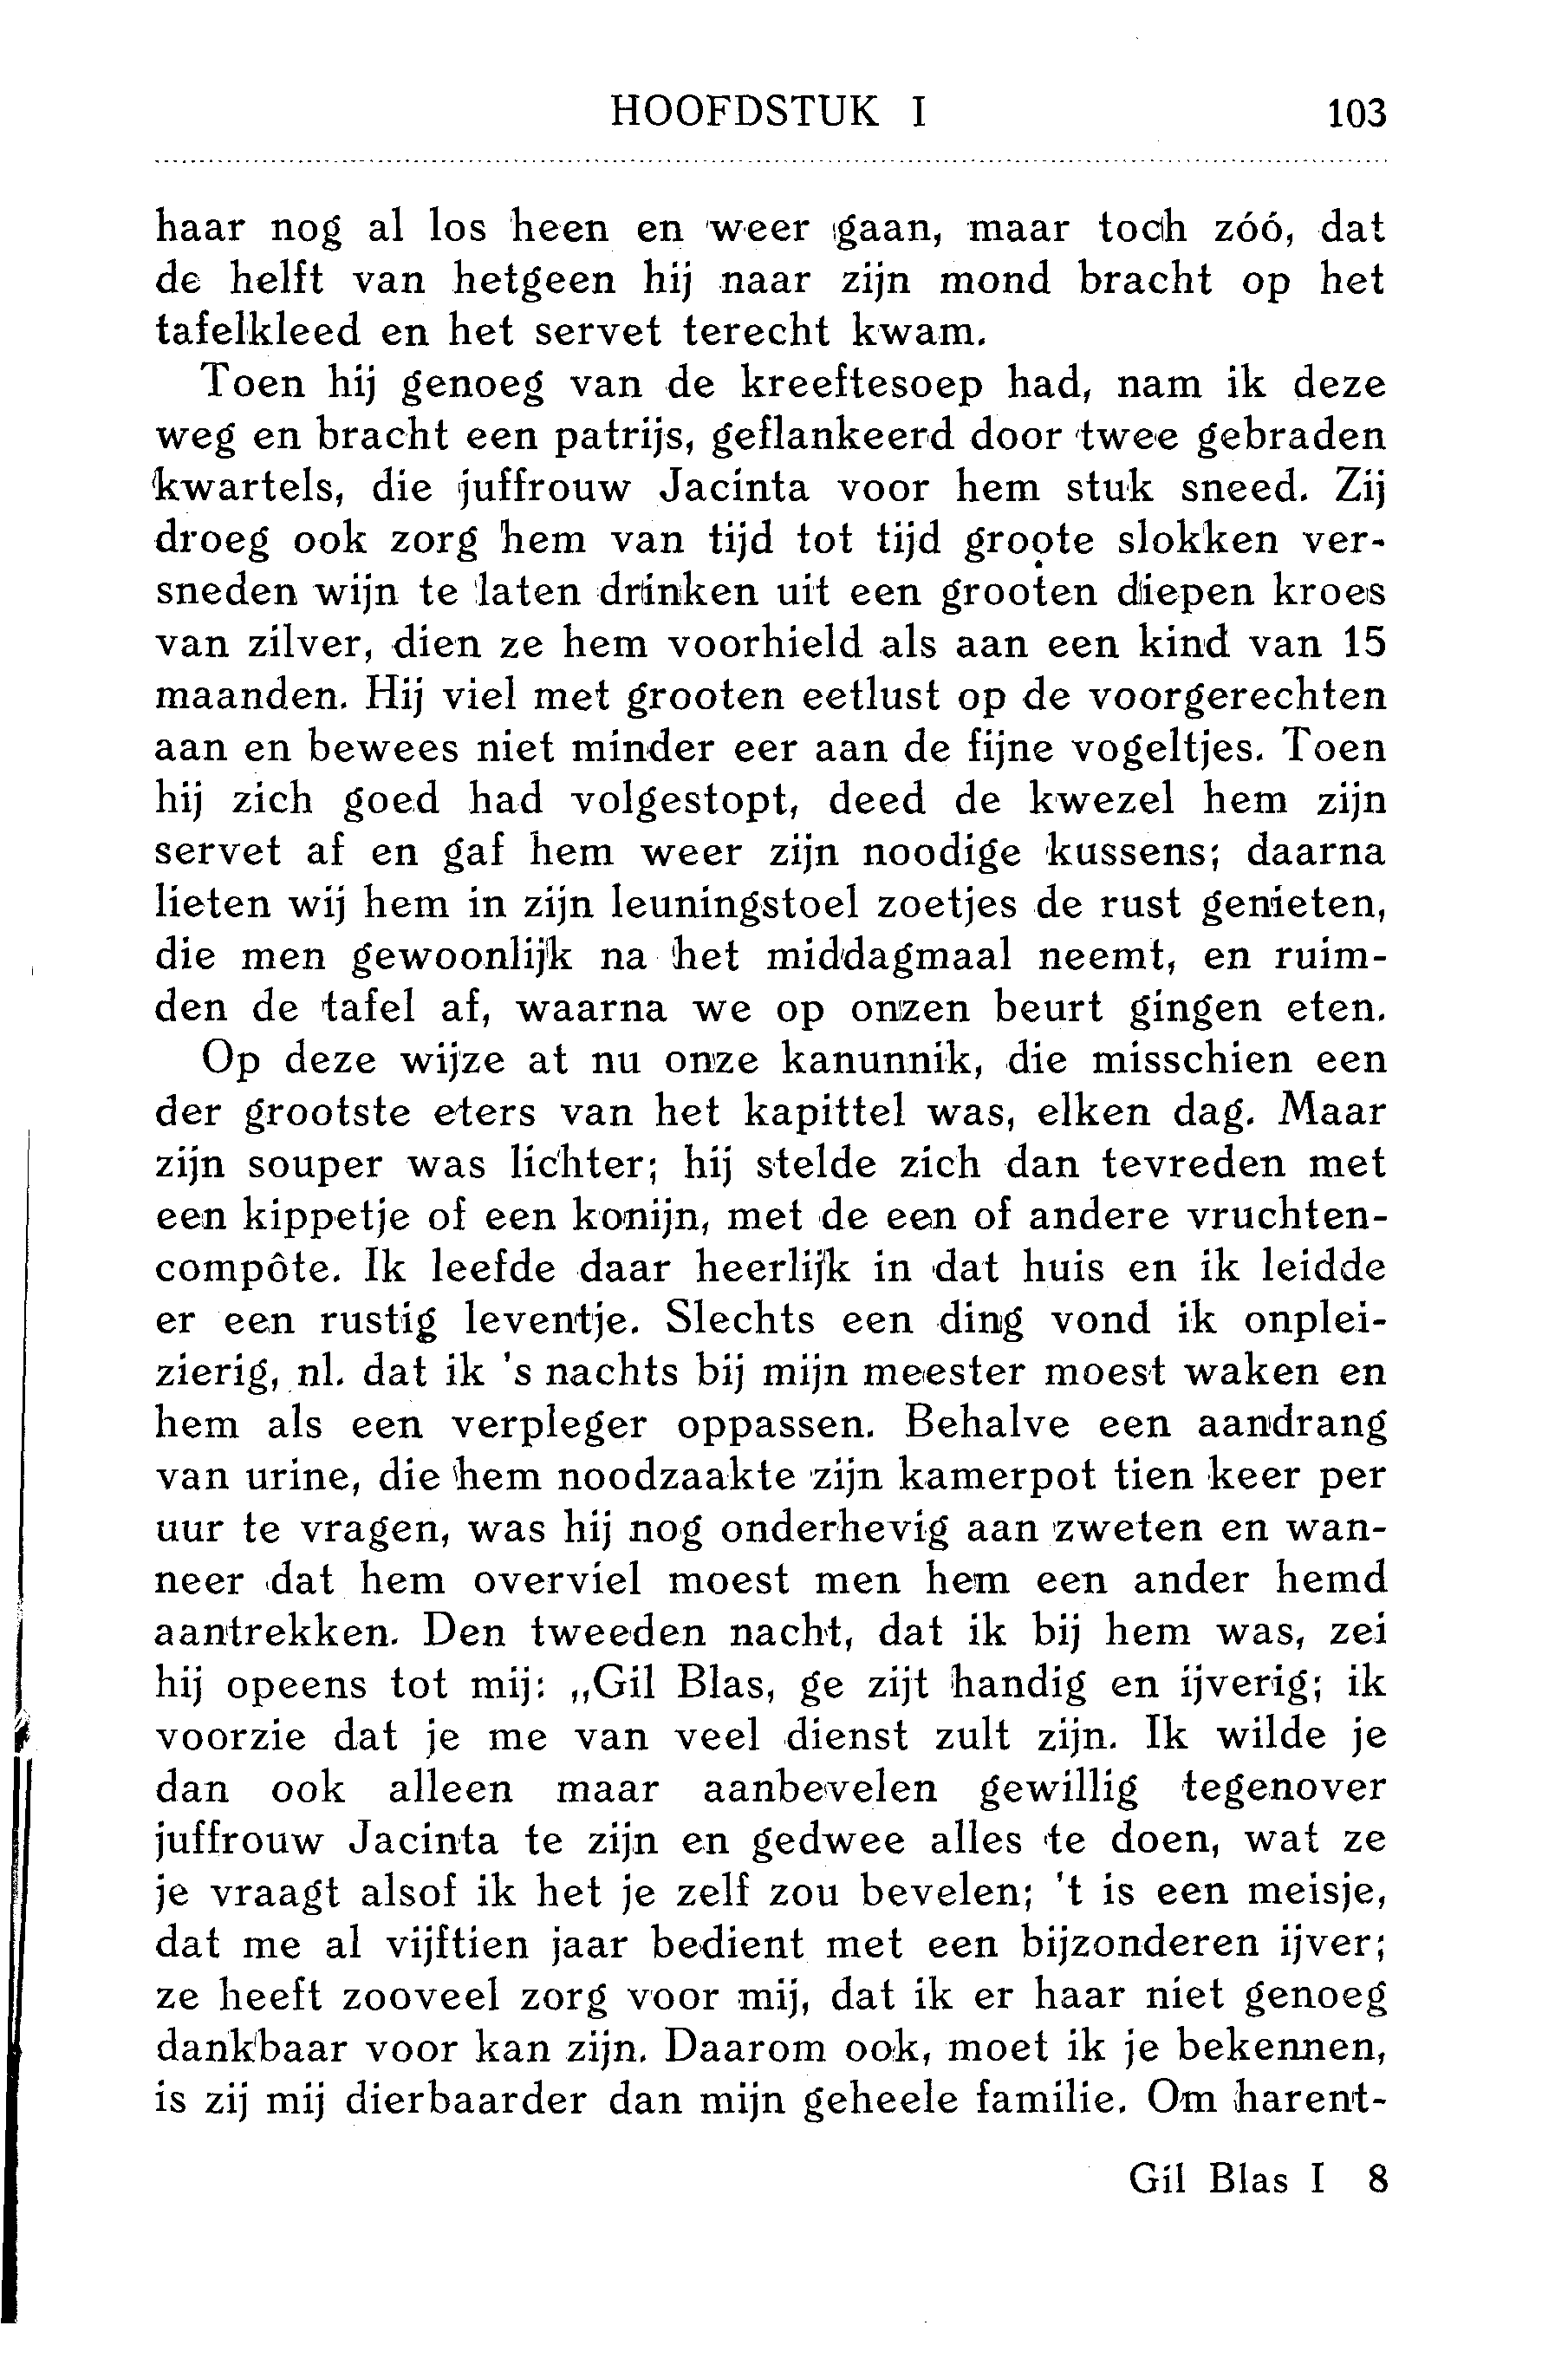 HOOFDSTUK I 103
haar nog al los heen en weer gaan, maar toch zóó, dat
de helft van hetgeen hij naar zijn mond bracht op het
tafelkleed en het servet terecht kwam.
Toen hij genoeg van de kreeftesoep had, nam ik deze
weg en bracht een patrijs, geflankeerd door twee gebraden
kwartels, die juffrouw Jacinta voor hem stuk sneed. Zij
droeg ook zorg hem van tijd tot tijd groote slokken ver-
sneden wijn te laten drinken uit een grooten diepen kroes
van zilver, dien ze hem voorhield als aan een kind van 15
maanden. Hij viel met grooten eetlust op de voorgerechten
aan en bewees niet minder eer aan de fijne vogeltjes. Toen
hij zich goed had volgestopt, deed de kwezel hem zijn
servet af en gaf hem weer zijn noodige kussens; daarna
lieten wij hem in zijn leuningstoel zoetjes de rust genieten,
die men gewoonlijk na het middagmaal neemt, en ruim-
den de tafel af, waarna we op onzen beurt gingen eten.
Op deze wijze at nu onze kanunnik, die misschien een
der grootste eters van het kapittel was, elken dag. Maar
zijn souper was lichter; hij stelde zich dan tevreden met
een kippetje of een konijn, met de een of andere vruchten-
compôte. Ik leefde daar heerlijk in dat huis en ik leidde
er een rustig leventje. Slechts een ding vond ik onplei-
zierig, nl. dat ik 's nachts bij mijn meester moest waken en
hem als een verpleger oppassen. Behalve een aandrang
van urine, die hem noodzaakte zijn kamerpot tien keer per
uur te vragen, was hij nog onderhevig aan zweten en wan-
neer dat hem overviel moest men hem een ander hemd
aantrekken. Den tweeden nacht, dat ik bij hem was, zei
hij opeens tot mij: „Gil Blas, ge zijt handig en ijverig; ik
voorzie dat je me van veel dienst zult zijn. Ik wilde je
dan ook alleen maar aanbevelen gewillig tegenover
juffrouw Jacinta te zijn en gedwee alles te doen, wat ze
je vraagt alsof ik het je zelf zou bevelen; 't is een meisje,
dat me al vijftien jaar bedient met een bijzonderen ijver;
ze heeft zooveel zorg voor mij, dat ik er haar niet genoeg
dankbaar voor kan zijn. Daarom ook, moet ik je bekennen,
is zij mij dierbaarder dan mijn geheele familie. Om harent-
Gil Blas I 8